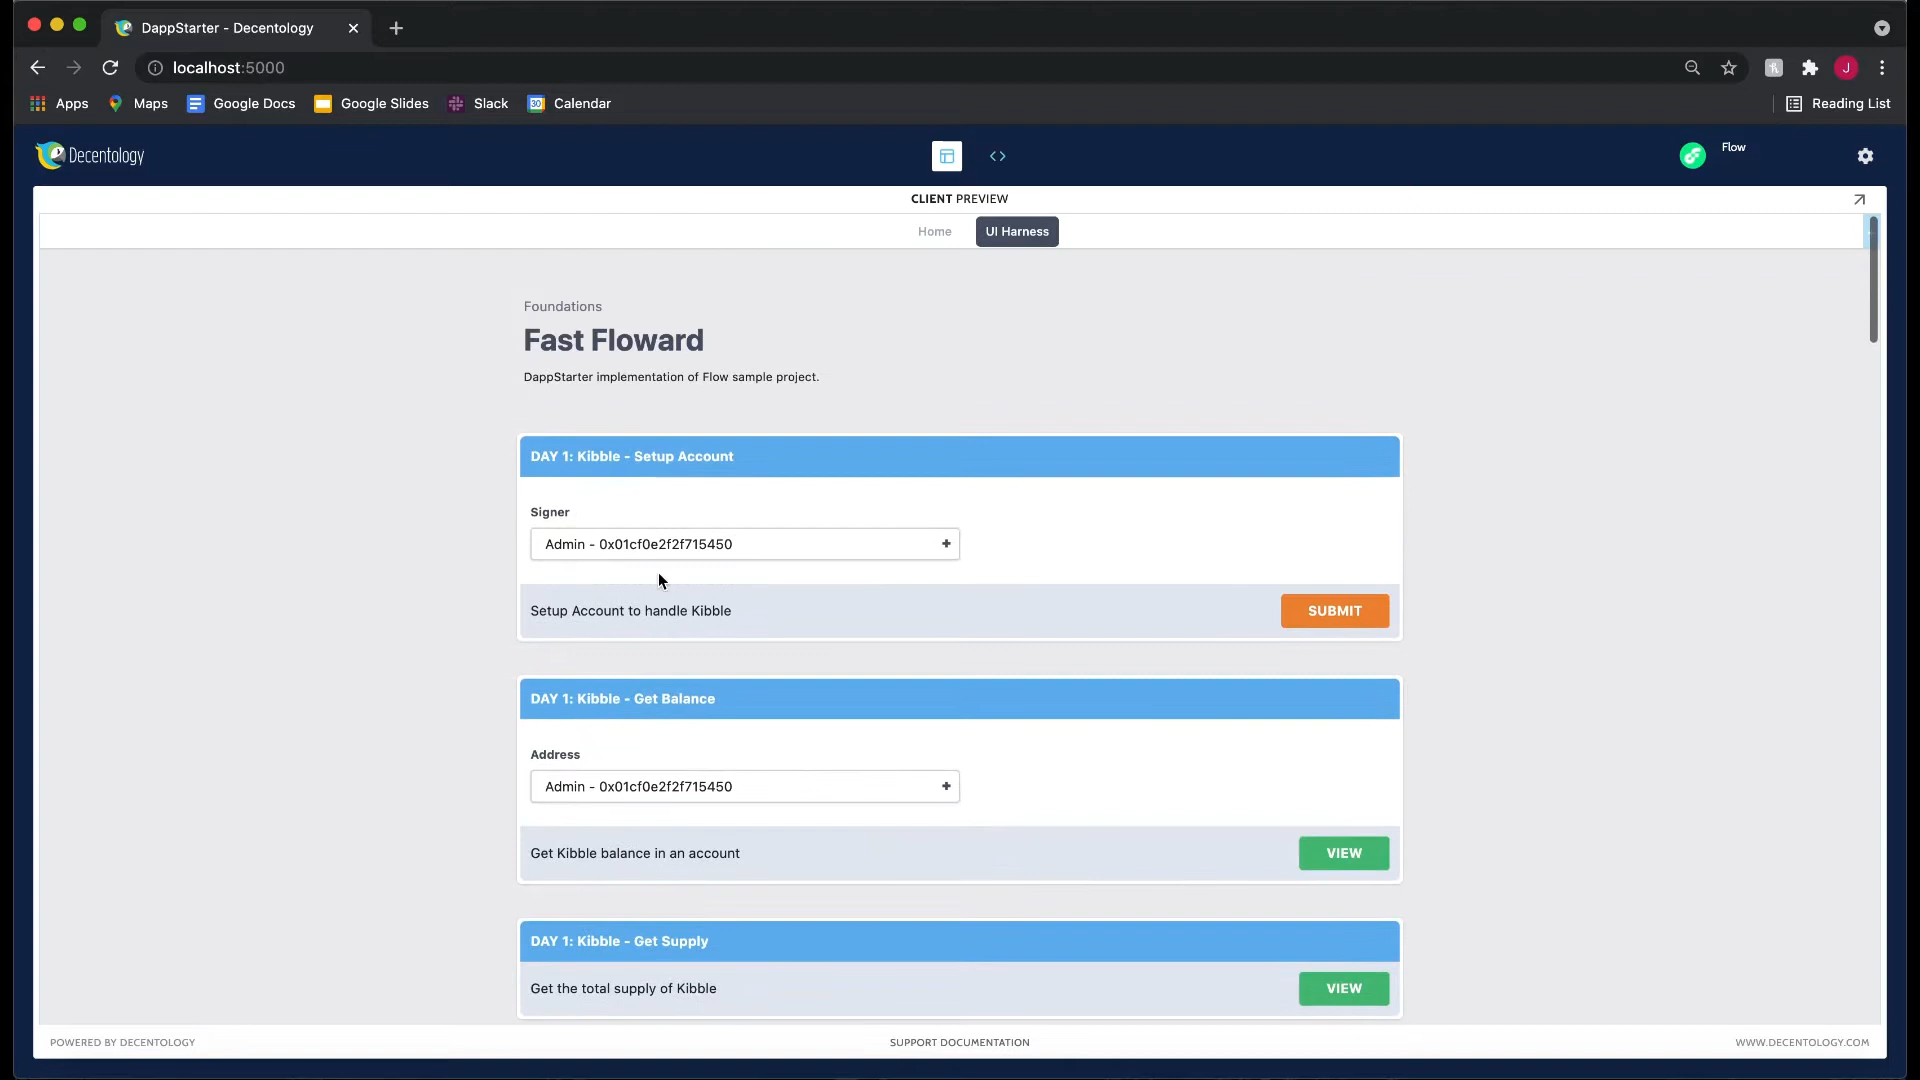 DappStarter - Decentology
localhost:5000
J
Apps
Maps
Google Docs
Google Slides
Slack
30
Calendar
Reading List
Decentology
<>
Flow
CLIENT PREVIEW
Home
UI Harness
Foundations
Fast Floward
DappStarter implementation of Flow sample project.
DAY 1: Kibble - Setup Account
Signer
Admin - 0x01cf0e2f2f715450
Setup Account to handle Kibble
SUBMIT
DAY 1: Kibble - Get Balance
Address
Admin - 0x01cf0e2f2f715450
Get Kibble balance in an account
VIEW
DAY 1: Kibble - Get Supply
Get the total supply of Kibble
VIEW
POWERED BY DECENTOLOGY
SUPPORT DOCUMENTATION
WWW.DECENTOLOGY.COM